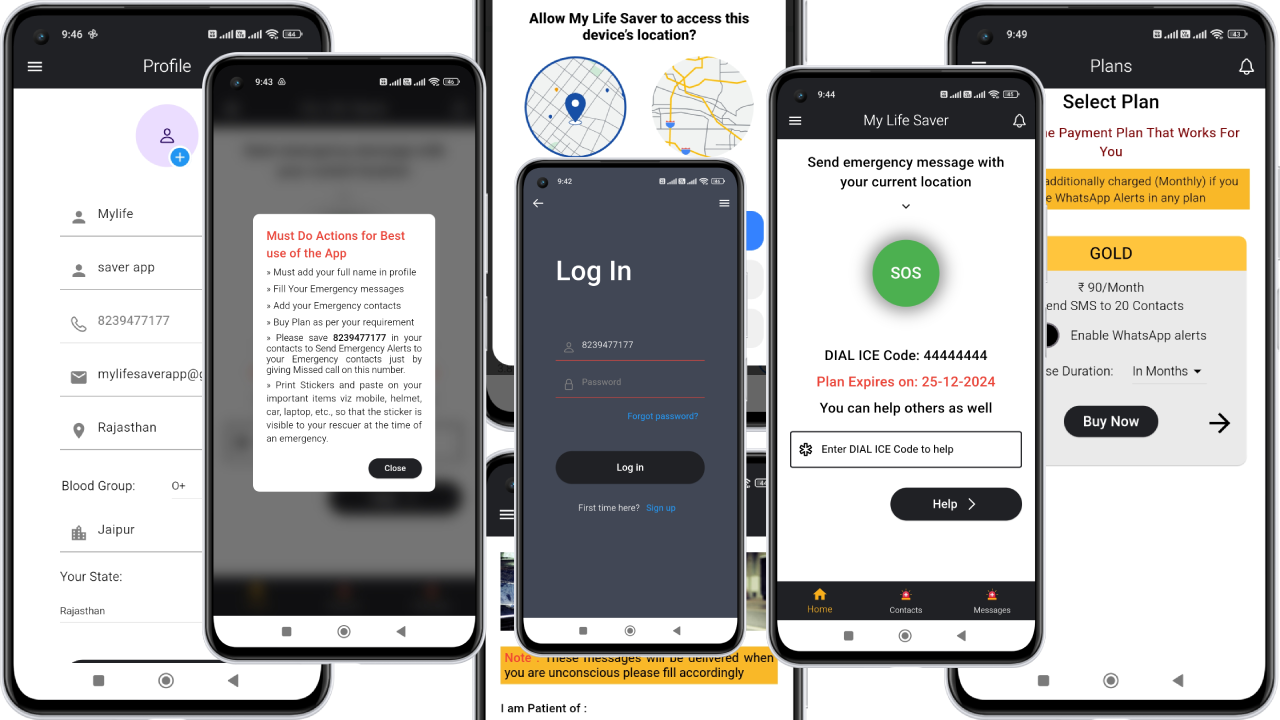 9:46
44
Profile
Mylife
saver app
8239477177
mylifesaverapp@g
Rajasthan
Blood Group: O+
Jaipur
Your State:
Rajasthan
9:43
46
Must Do Actions for Best
use of the App
» Must add your full name in profile
» Fill Your Emergency messages
» Add your Emergency contacts
» Buy Plan as per your requirement
» Please save 8239477177 in your
contacts to Send Emergency Alerts to
your Emergency contacts just by
giving Missed call on this number.
» Print Stickers and paste on your
important items viz mobile, helmet,
car, laptop, etc., so that the sticker is
visible to your rescuer at the time of
an emergency.
Close
Allow My Life Saver to access this
device's location?
9:42
Log In
8239477177
Password
Forgot password?
Log in
First time here? Sign up
Note : These messages will be delivered when
you are unconscious please fill accordingly
I am Patient of :
9:44
45
My Life Saver
Send emergency message with
your current location
SOS
DIAL ICE Code: 44444444
Plan Expires on: 25-12-2024
You can help others as well
Enter DIAL ICE Code to help
Help
Home
Contacts
Messages
9:49
43
Plans
Select Plan
e Payment Plan That Works For
You
additionally charged (Monthly) if you
e WhatsApp Alerts in any plan
GOLD
₹ 90/Month
end SMS to 20 Contacts
Enable WhatsApp alerts
se Duration: In Months
Buy Now